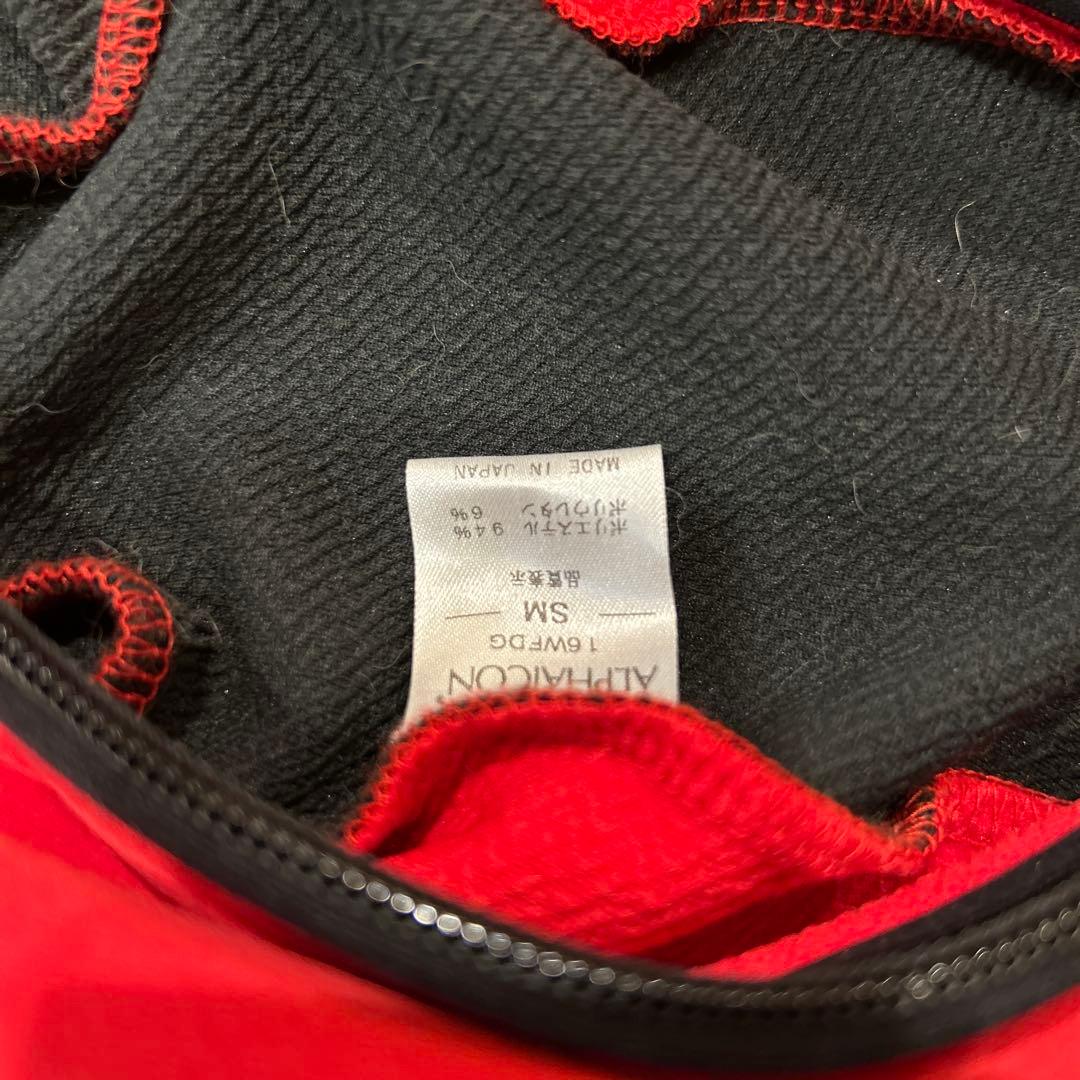 ALPHAICON
16WFDG
SM
品質表示
ポリエステル 94%
ポリウレタン 6%
MADE IN JAPAN